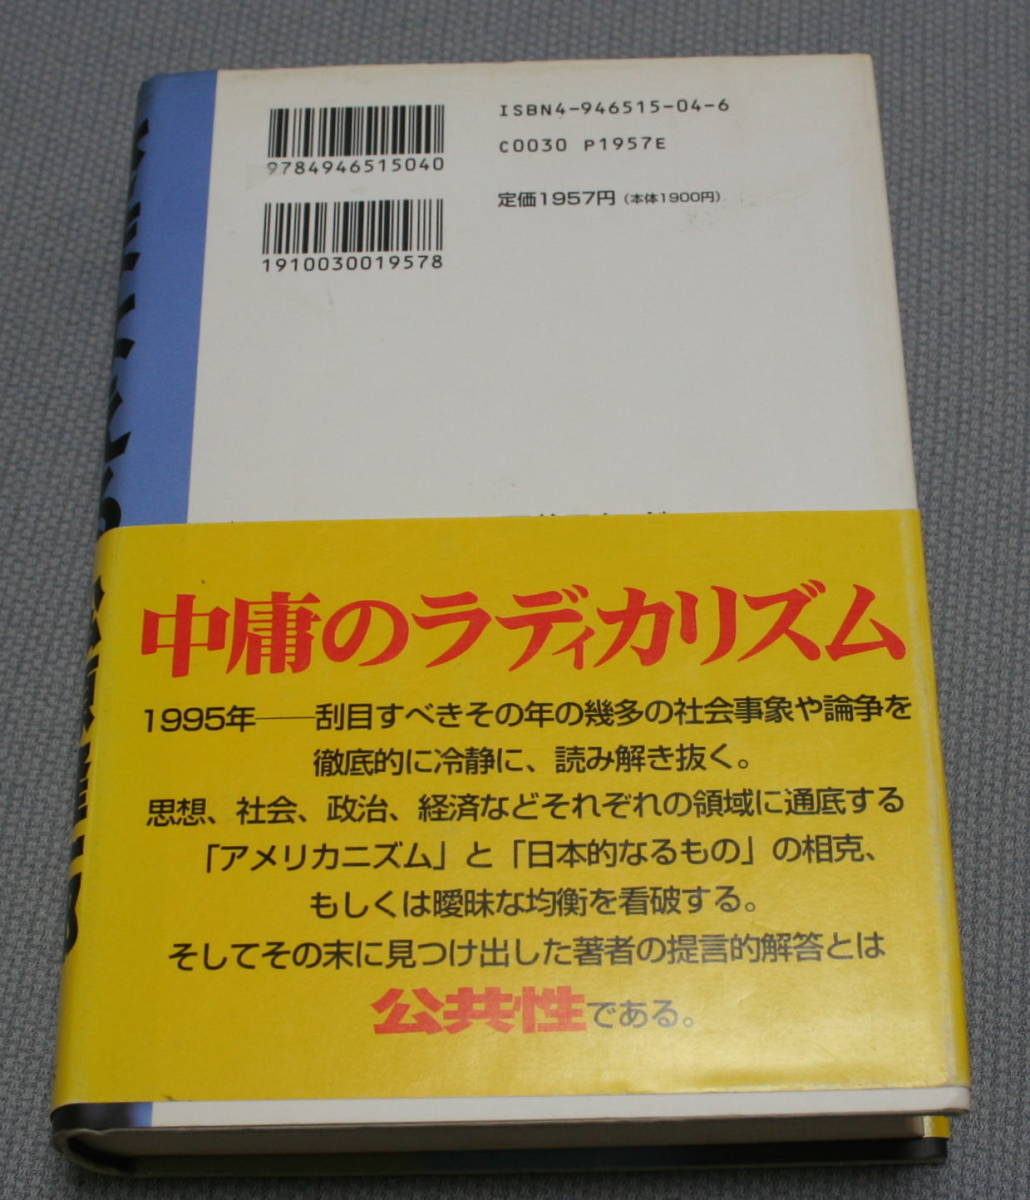 ISBN4-946515-04-6
9784946515040
C0030 P1957E
定価1957円（本体1900円）
1910030019578
中庸のラディカリズム
1995年――刮目すべきその年の幾多の社会事象や論争を
徹底的に冷静に、読み解き抜く。
思想、社会、政治、経済などそれぞれの領域に通底する
「アメリカニズム」と「日本的なるもの」の相克、
もしくは曖昧な均衡を看破する。
そしてその末に見つけ出した著者の提言的解答とは
公共性である。